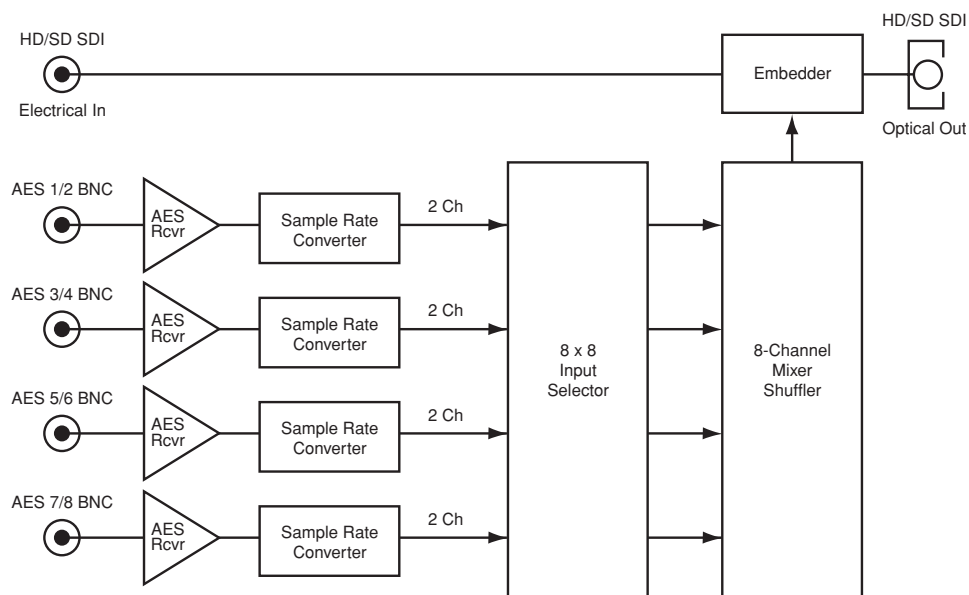 HD/SD SDI
Electrical In
Embedder
HD/SD SDI
Optical Out
AES 1/2 BNC
AES
Rcvr
Sample Rate
Converter
2 Ch
AES 3/4 BNC
AES
Rcvr
Sample Rate
Converter
2 Ch
AES 5/6 BNC
AES
Rcvr
Sample Rate
Converter
2 Ch
AES 7/8 BNC
AES
Rcvr
Sample Rate
Converter
2 Ch
8 x 8
Input
Selector
8-Channel
Mixer
Shuffler